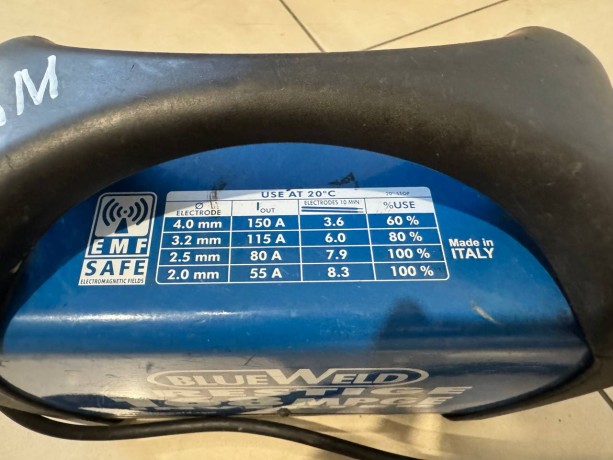 M
USE AT 20°C
Ø ELECTRODE I OUT ELECTRODES 10 MIN %USE
4.0 mm 150 A 3.6 60 %
3.2 mm 115 A 6.0 80 %
2.5 mm 80 A 7.9 100 %
2.0 mm 55 A 8.3 100 %
EMF
SAFE
ELECTROMAGNETIC FIELDS
Made in
ITALY
BLUEWELD